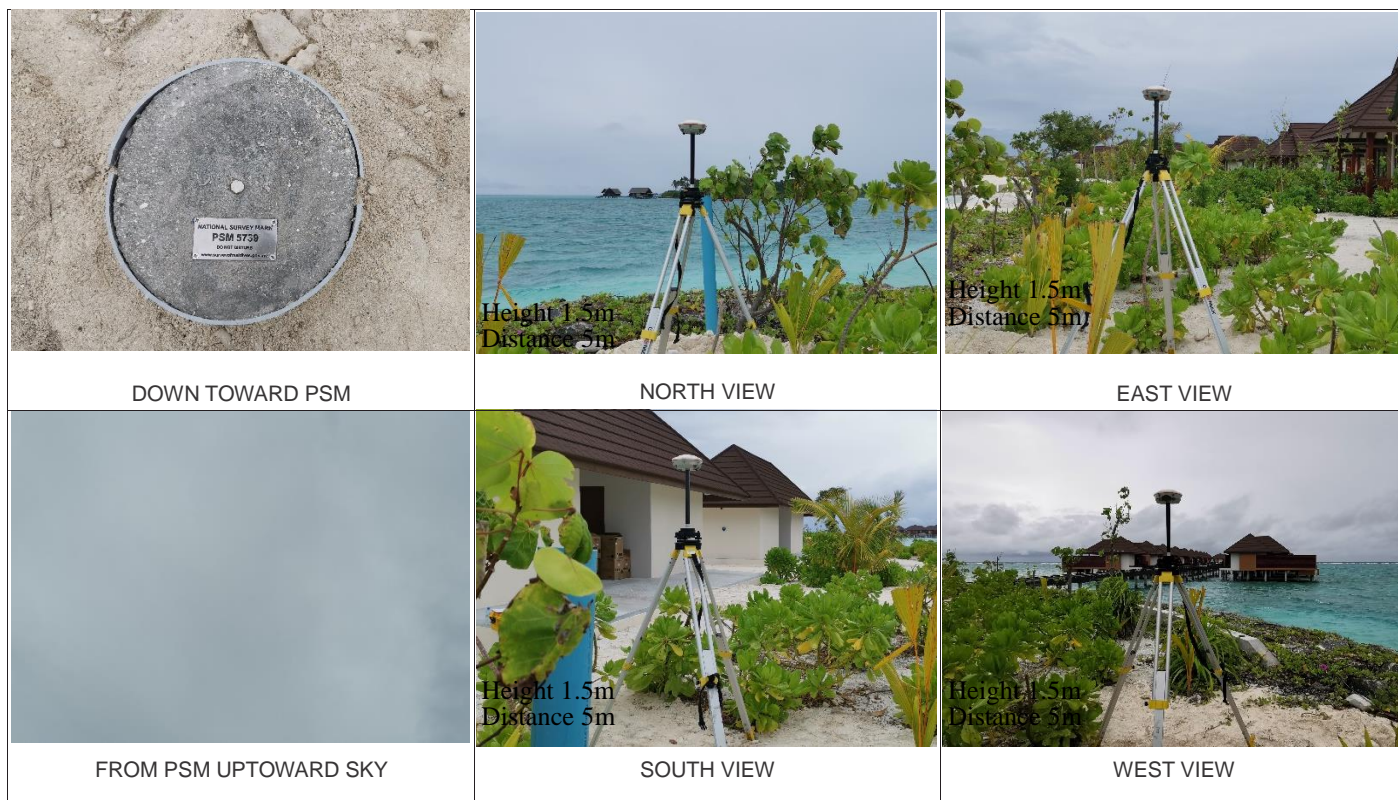 NATIONAL SURVEY MARK
PSM 5739
DO NOT DISTURB
Height 1.5m
Distance 5m
Height 1.5m
Distance 5m
DOWN TOWARD PSM
NORTH VIEW
EAST VIEW
Height 1.5m
Distance 5m
Height 1.5m
Distance 5m
FROM PSM UPTOWARD SKY
SOUTH VIEW
WEST VIEW